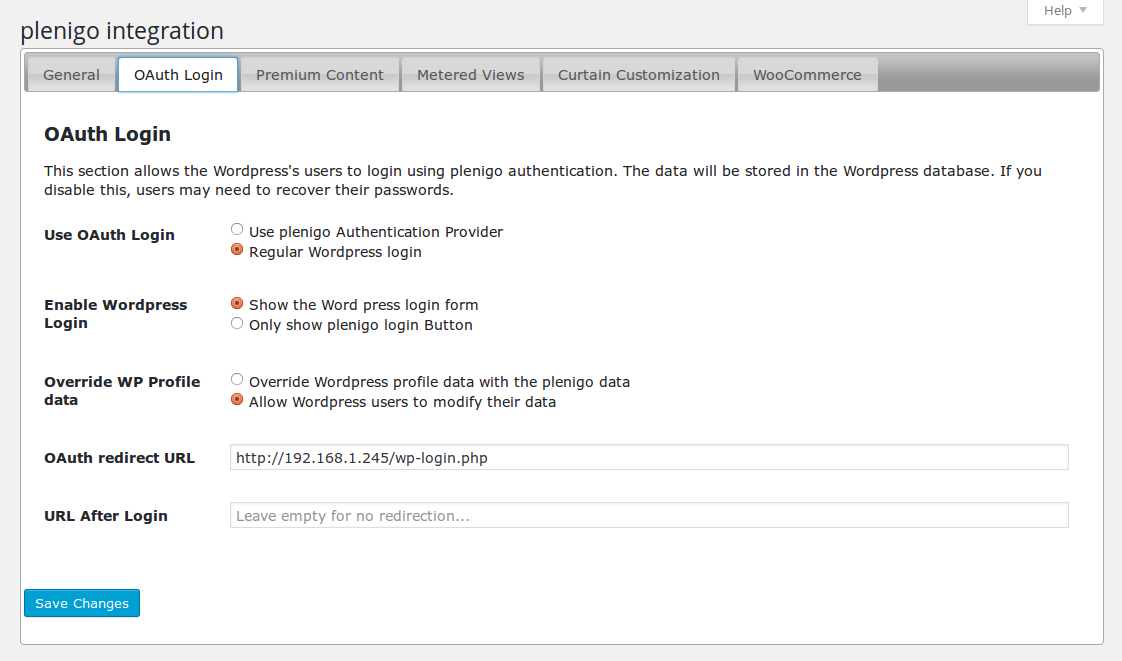 Help
plenigo integration
General OAuth Login Premium Content Metered Views Curtain Customization WooCommerce
OAuth Login
This section allows the Wordpress's users to login using plenigo authentication. The data will be stored in the Wordpress database. If you
disable this, users may need to recover their passwords.
Use OAuth Login
Use plenigo Authentication Provider
Regular Wordpress login
Enable Wordpress
Login
Show the Word press login form
Only show plenigo login Button
Override WP Profile
data
Override Wordpress profile data with the plenigo data
Allow Wordpress users to modify their data
OAuth redirect URL
http://192.168.1.245/wp-login.php
URL After Login
Leave empty for no redirection...
Save Changes